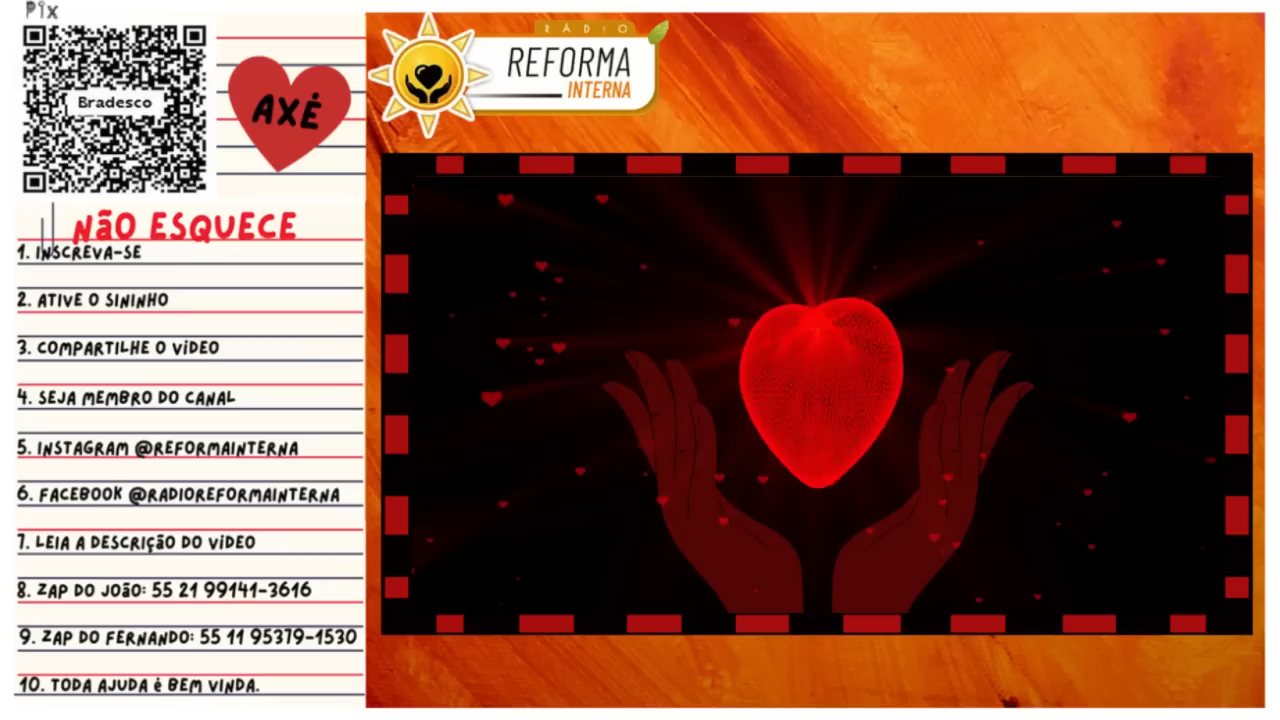 Pix
Bradesco
AXÉ
NÃO ESQUECE
1. INSCREVA-SE
2. ATIVE O SININHO
3. COMPARTILHE O VÍDEO
4. SEJA MEMBRO DO CANAL
5. INSTAGRAM @REFORMAINTERNA
6. FACEBOOK @RADIOREFORMAINTERNA
7. LEIA A DESCRIÇÃO DO VÍDEO
8. ZAP DO JOÃO: 55 21 99141-3616
9. ZAP DO FERNANDO: 55 11 95379-1530
10. TODA AJUDA É BEM VINDA.
RÁDIO
REFORMA
INTERNA